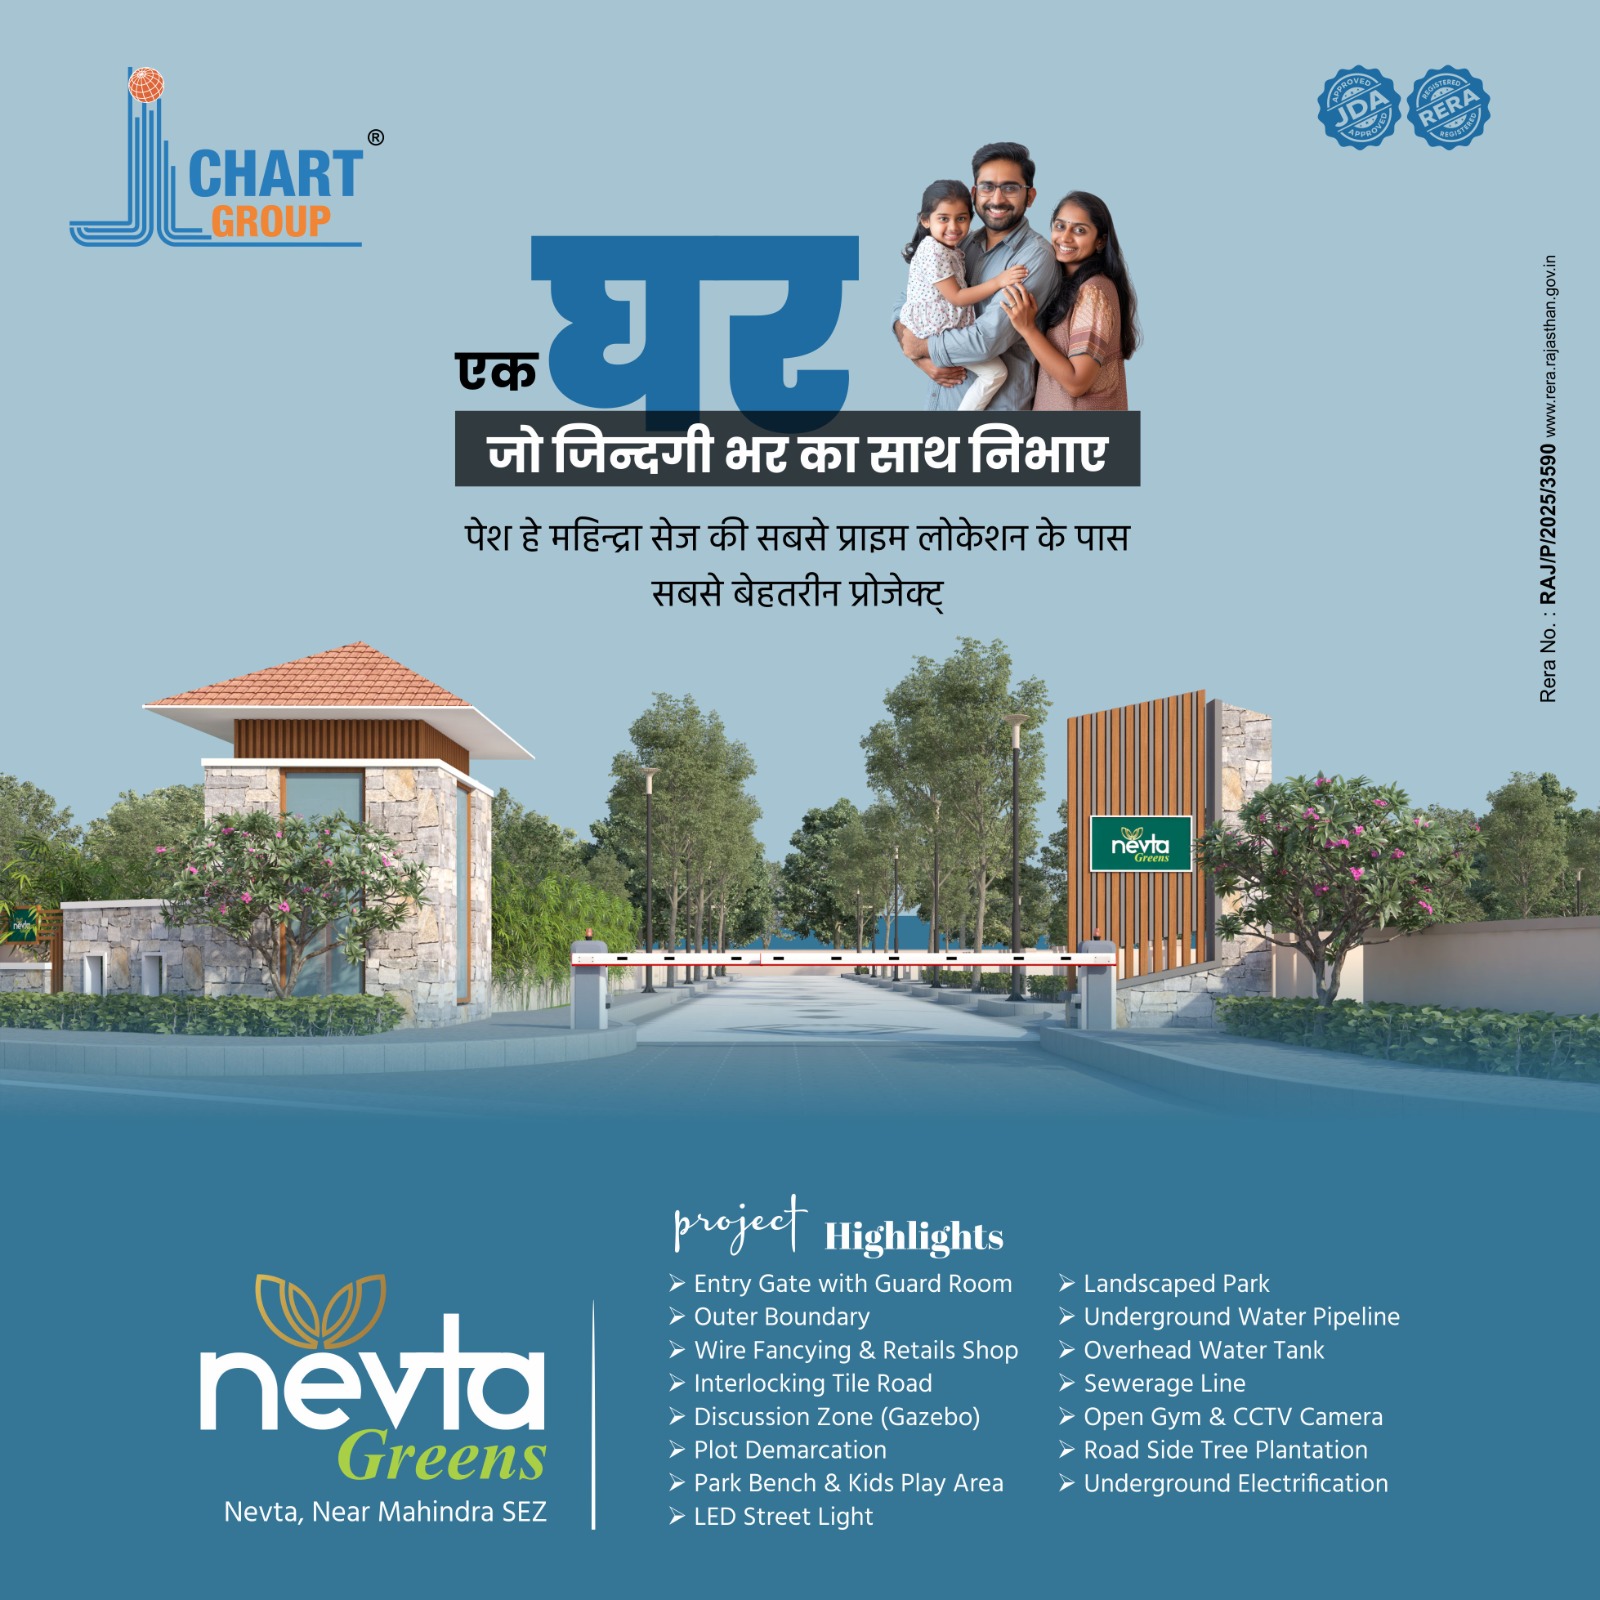 CHART®
GROUP
APPROVED
JDA
APPROVED
REGISTERED
RERA
REGISTERED
एक घर
जो जिन्दगी भर का साथ निभाए
पेश हे महिन्द्रा सेज की सबसे प्राइम लोकेशन के पास
सबसे बेहतरीन प्रोजेक्ट्
Rera No. : RAJ/P/2025/3590 www.rera.rajasthan.gov.in
nevta
Greens
nevta
project Highlights
➢ Entry Gate with Guard Room
➢ Outer Boundary
➢ Wire Fancying & Retails Shop
➢ Interlocking Tile Road
➢ Discussion Zone (Gazebo)
➢ Plot Demarcation
➢ Park Bench & Kids Play Area
➢ LED Street Light
➢ Landscaped Park
➢ Underground Water Pipeline
➢ Overhead Water Tank
➢ Sewerage Line
➢ Open Gym & CCTV Camera
➢ Road Side Tree Plantation
➢ Underground Electrification
nevta
Greens
Nevta, Near Mahindra SEZ